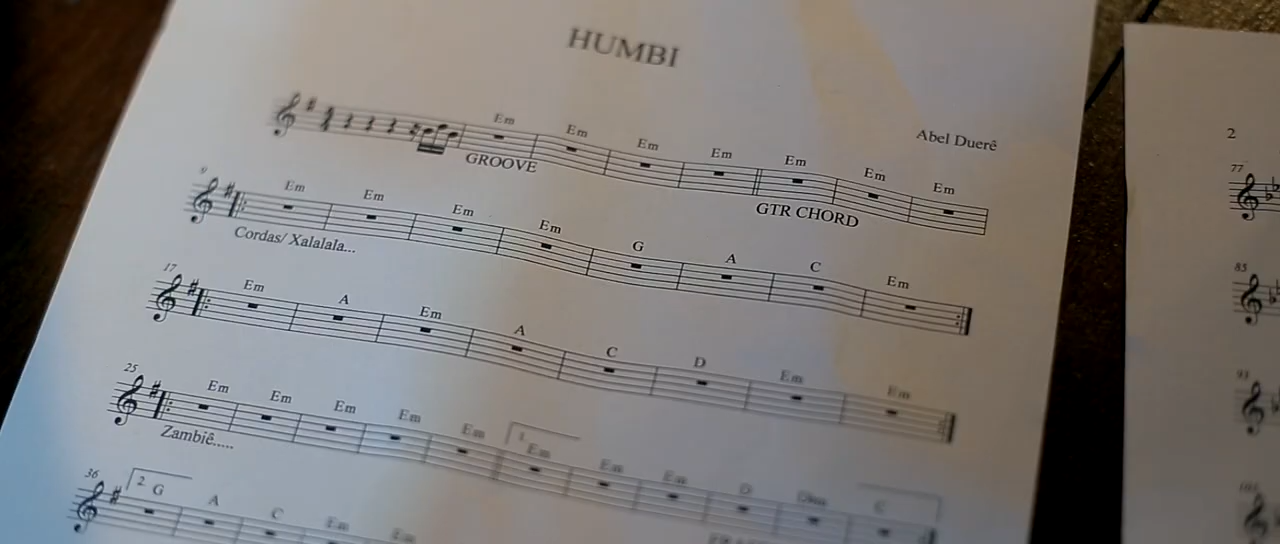 HUMBI
Abel Duerê
Em Em Em Em Em Em Em
GROOVE GTR CHORD
9
Em Em Em Em G A C Em
Cordas/ Xalalala...
17
Em A Em A C D Em Em
25
Em Em Em Em Em 1. Em Em Em D C
Zambiê.....
36
2. G A C Em Em
2
77
85
93